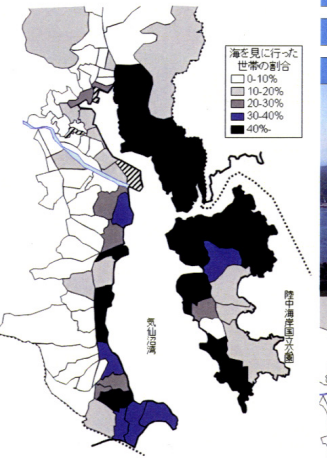 海を見に行った
世帯の割合
0-10%
10-20%
20-30%
30-40%
40%-
気仙沼湾
陸中海岸国立公園